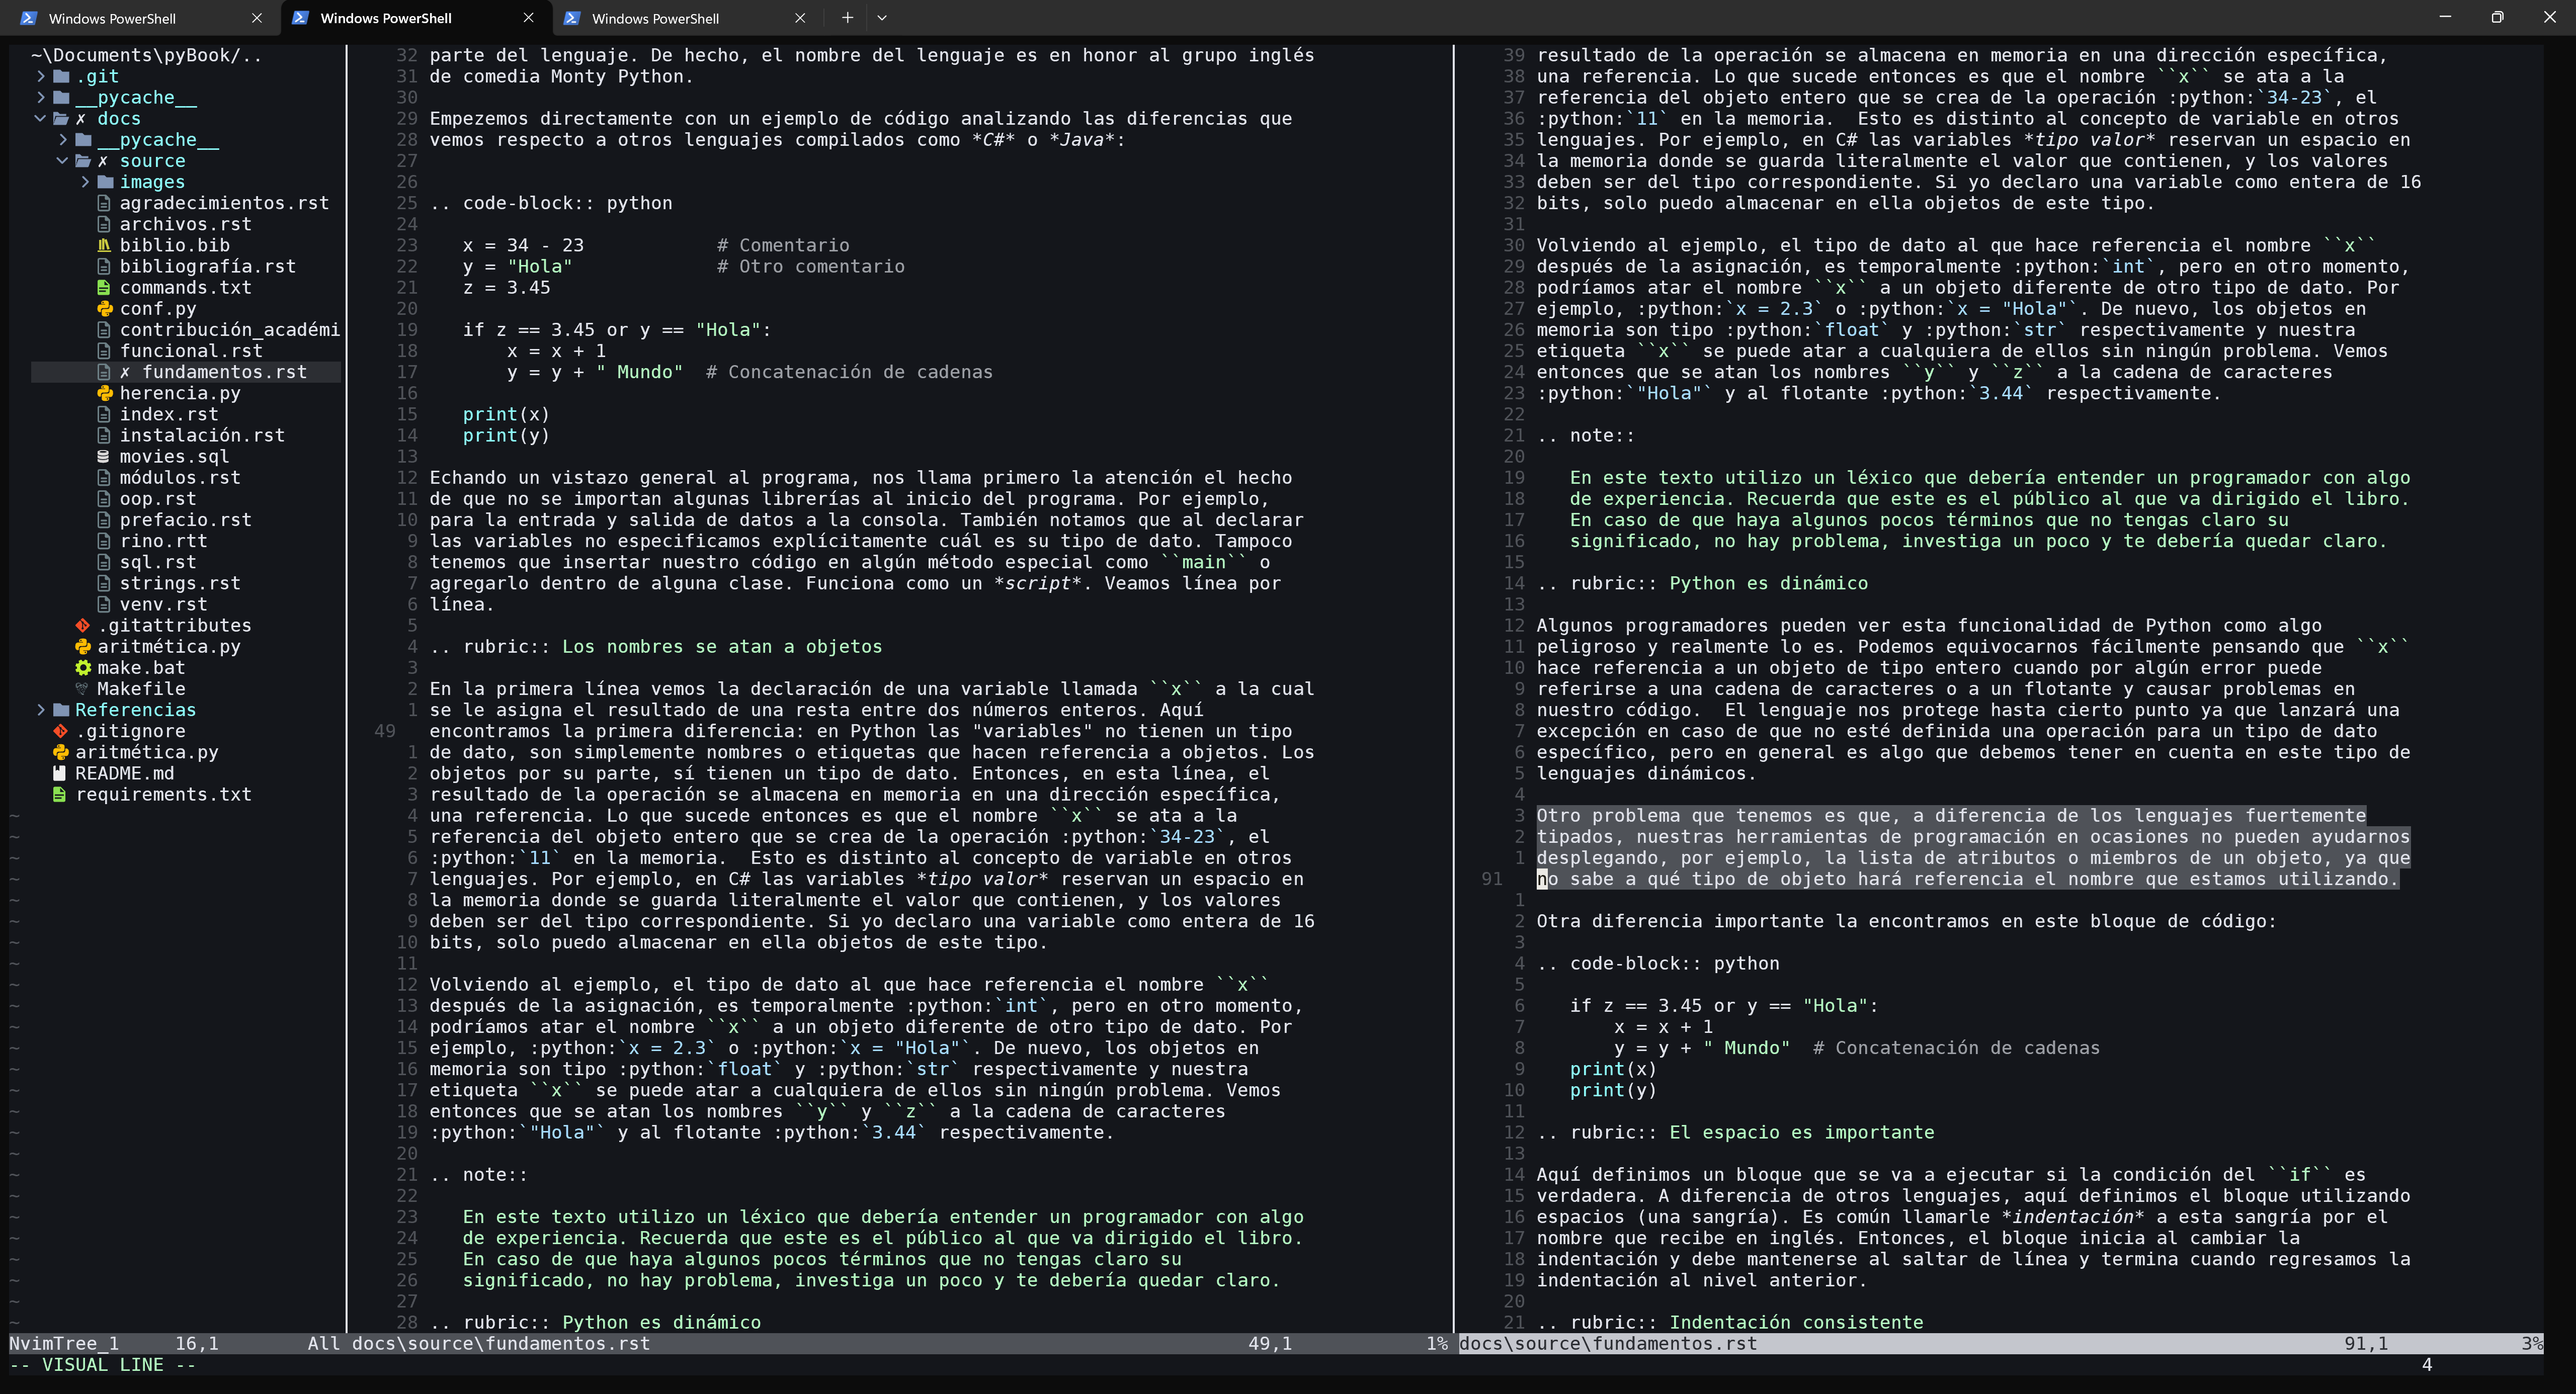 Windows PowerShell
Windows PowerShell
Windows PowerShell
~\Documents\pyBook/..
.git
__pycache__
✗ docs
__pycache__
✗ source
images
agradecimientos.rst
archivos.rst
biblio.bib
bibliografía.rst
commands.txt
conf.py
contribución_académi
funcional.rst
✗ fundamentos.rst
herencia.py
index.rst
instalación.rst
movies.sql
módulos.rst
oop.rst
prefacio.rst
rino.rtt
sql.rst
strings.rst
venv.rst
.gitattributes
aritmética.py
make.bat
Makefile
Referencias
.gitignore
aritmética.py
README.md
requirements.txt
32 parte del lenguaje. De hecho, el nombre del lenguaje es en honor al grupo inglés
31 de comedia Monty Python.
30
29 Empezemos directamente con un ejemplo de código analizando las diferencias que
28 vemos respecto a otros lenguajes compilados como *C#* o *Java*:
27
26
25 .. code-block:: python
24
23    x = 34 - 23            # Comentario
22    y = "Hola"             # Otro comentario
21    z = 3.45
20
19    if z == 3.45 or y == "Hola":
18        x = x + 1
17        y = y + " Mundo"  # Concatenación de cadenas
16
15    print(x)
14    print(y)
13
12 Echando un vistazo general al programa, nos llama primero la atención el hecho
11 de que no se importan algunas librerías al inicio del programa. Por ejemplo,
10 para la entrada y salida de datos a la consola. También notamos que al declarar
9 las variables no especificamos explícitamente cuál es su tipo de dato. Tampoco
8 tenemos que insertar nuestro código en algún método especial como ``main`` o
7 agregarlo dentro de alguna clase. Funciona como un *script*. Veamos línea por
6 línea.
5
4 .. rubric:: Los nombres se atan a objetos
3
2 En la primera línea vemos la declaración de una variable llamada ``x`` a la cual
1 se le asigna el resultado de una resta entre dos números enteros. Aquí
49 encontramos la primera diferencia: en Python las "variables" no tienen un tipo
1 de dato, son simplemente nombres o etiquetas que hacen referencia a objetos. Los
2 objetos por su parte, sí tienen un tipo de dato. Entonces, en esta línea, el
3 resultado de la operación se almacena en memoria en una dirección específica,
4 una referencia. Lo que sucede entonces es que el nombre ``x`` se ata a la
5 referencia del objeto entero que se crea de la operación :python:`34-23`, el
6 :python:`11` en la memoria.  Esto es distinto al concepto de variable en otros
7 lenguajes. Por ejemplo, en C# las variables *tipo valor* reservan un espacio en
8 la memoria donde se guarda literalmente el valor que contienen, y los valores
9 deben ser del tipo correspondiente. Si yo declaro una variable como entera de 16
10 bits, solo puedo almacenar en ella objetos de este tipo.
11
12 Volviendo al ejemplo, el tipo de dato al que hace referencia el nombre ``x``
13 después de la asignación, es temporalmente :python:`int`, pero en otro momento,
14 podríamos atar el nombre ``x`` a un objeto diferente de otro tipo de dato. Por
15 ejemplo, :python:`x = 2.3` o :python:`x = "Hola"`. De nuevo, los objetos en
16 memoria son tipo :python:`float` y :python:`str` respectivamente y nuestra
17 etiqueta ``x`` se puede atar a cualquiera de ellos sin ningún problema. Vemos
18 entonces que se atan los nombres ``y`` y ``z`` a la cadena de caracteres
19 :python:`"Hola"` y al flotante :python:`3.44` respectivamente.
20
21 .. note::
22
23    En este texto utilizo un léxico que debería entender un programador con algo
24    de experiencia. Recuerda que este es el público al que va dirigido el libro.
25    En caso de que haya algunos pocos términos que no tengas claro su
26    significado, no hay problema, investiga un poco y te debería quedar claro.
27
28 .. rubric:: Python es dinámico
39 resultado de la operación se almacena en memoria en una dirección específica,
38 una referencia. Lo que sucede entonces es que el nombre ``x`` se ata a la
37 referencia del objeto entero que se crea de la operación :python:`34-23`, el
36 :python:`11` en la memoria.  Esto es distinto al concepto de variable en otros
35 lenguajes. Por ejemplo, en C# las variables *tipo valor* reservan un espacio en
34 la memoria donde se guarda literalmente el valor que contienen, y los valores
33 deben ser del tipo correspondiente. Si yo declaro una variable como entera de 16
32 bits, solo puedo almacenar en ella objetos de este tipo.
31
30 Volviendo al ejemplo, el tipo de dato al que hace referencia el nombre ``x``
29 después de la asignación, es temporalmente :python:`int`, pero en otro momento,
28 podríamos atar el nombre ``x`` a un objeto diferente de otro tipo de dato. Por
27 ejemplo, :python:`x = 2.3` o :python:`x = "Hola"`. De nuevo, los objetos en
26 memoria son tipo :python:`float` y :python:`str` respectivamente y nuestra
25 etiqueta ``x`` se puede atar a cualquiera de ellos sin ningún problema. Vemos
24 entonces que se atan los nombres ``y`` y ``z`` a la cadena de caracteres
23 :python:`"Hola"` y al flotante :python:`3.44` respectivamente.
22
21 .. note::
20
19    En este texto utilizo un léxico que debería entender un programador con algo
18    de experiencia. Recuerda que este es el público al que va dirigido el libro.
17    En caso de que haya algunos pocos términos que no tengas claro su
16    significado, no hay problema, investiga un poco y te debería quedar claro.
15
14 .. rubric:: Python es dinámico
13
12 Algunos programadores pueden ver esta funcionalidad de Python como algo
11 peligroso y realmente lo es. Podemos equivocarnos fácilmente pensando que ``x``
10 hace referencia a un objeto de tipo entero cuando por algún error puede
9 referirse a una cadena de caracteres o a un flotante y causar problemas en
8 nuestro código.  El lenguaje nos protege hasta cierto punto ya que lanzará una
7 excepción en caso de que no esté definida una operación para un tipo de dato
6 específico, pero en general es algo que debemos tener en cuenta en este tipo de
5 lenguajes dinámicos.
4
3 Otro problema que tenemos es que, a diferencia de los lenguajes fuertemente
2 tipados, nuestras herramientas de programación en ocasiones no pueden ayudarnos
1 desplegando, por ejemplo, la lista de atributos o miembros de un objeto, ya que
91 no sabe a qué tipo de objeto hará referencia el nombre que estamos utilizando.
1
2 Otra diferencia importante la encontramos en este bloque de código:
3
4 .. code-block:: python
5
6    if z == 3.45 or y == "Hola":
7        x = x + 1
8        y = y + " Mundo"  # Concatenación de cadenas
9    print(x)
10    print(y)
11
12 .. rubric:: El espacio es importante
13
14 Aquí definimos un bloque que se va a ejecutar si la condición del ``if`` es
15 verdadera. A diferencia de otros lenguajes, aquí definimos el bloque utilizando
16 espacios (una sangría). Es común llamarle *indentación* a esta sangría por el
17 nombre que recibe en inglés. Entonces, el bloque inicia al cambiar la
18 indentación y debe mantenerse al saltar de línea y termina cuando regresamos la
19 indentación al nivel anterior.
20
21 .. rubric:: Indentación consistente
NvimTree_1     16,1        All docs\source\fundamentos.rst     49,1     1% docs\source\fundamentos.rst     91,1     3%
-- VISUAL LINE --     4